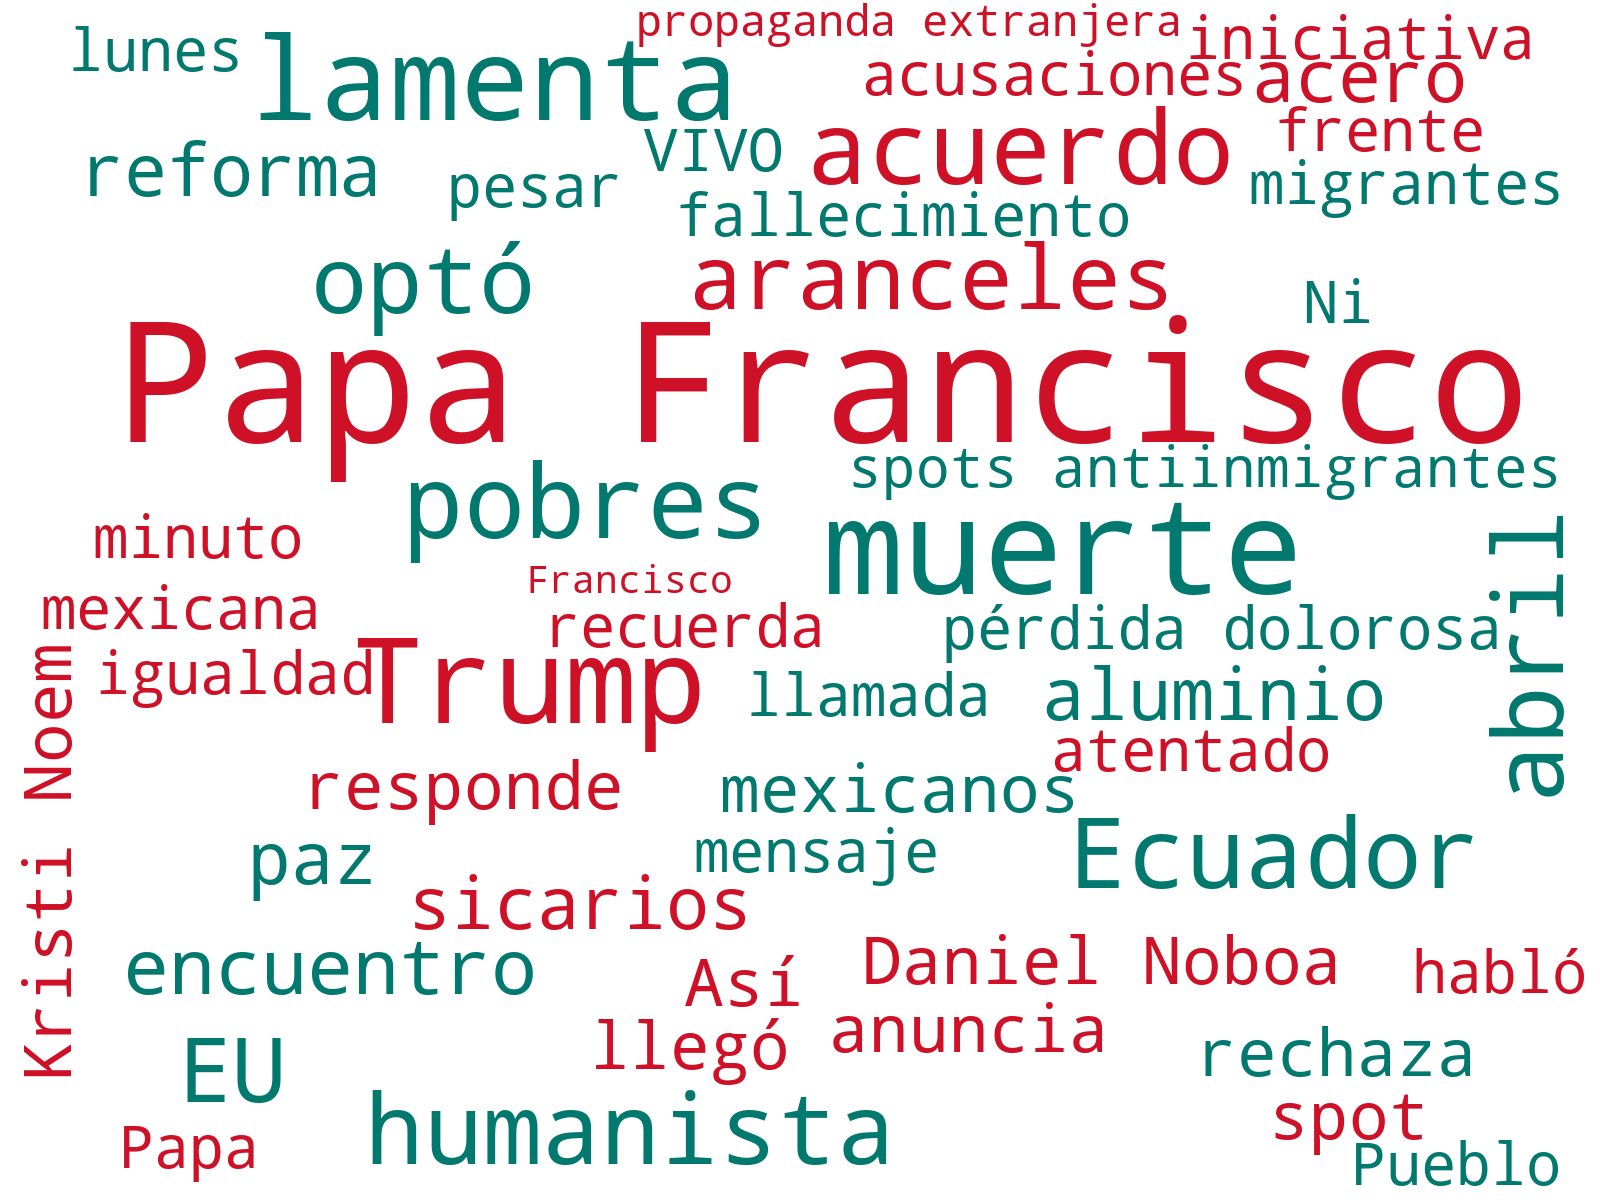 propaganda extranjera
lunes
lamenta
iniciativa
acusaciones
acero
reforma
pesar
VIVO
acuerdo
frente
migrantes
fallecimiento
optó
aranceles
Ni
Papa Francisco
pobres
spots antiinmigrantes
minuto
muerte
abril
Francisco
mexicana
recuerda
pérdida dolorosa
Kristi Noem
igualdad
Trump
llamada
aluminio
atentado
responde
mexicanos
paz
mensaje
Ecuador
sicarios
encuentro
Así
Daniel Noboa
habló
llegó
anuncia
EU
rechaza
humanista
spot
Papa
Pueblo